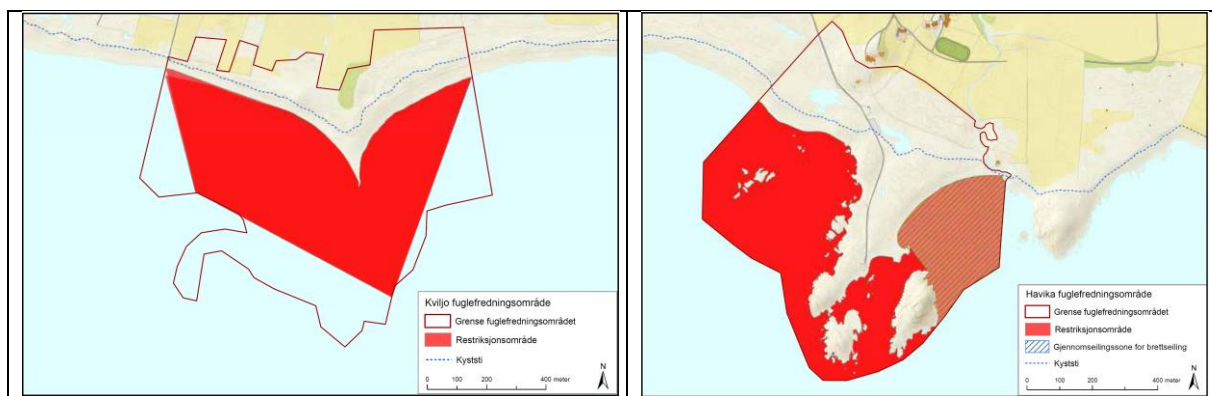 Kviljo fuglefredningsområde
Grense fuglefredningsområdet
Restriksjonsområde
Kyststi
N
0 100 200 400 meter
Havika fuglefredningsområde
Grense fuglefredningsområdet
Restriksjonsområde
Gjennomseilingssone for brettseiling
Kyststi
N
0 100 200 400 meter